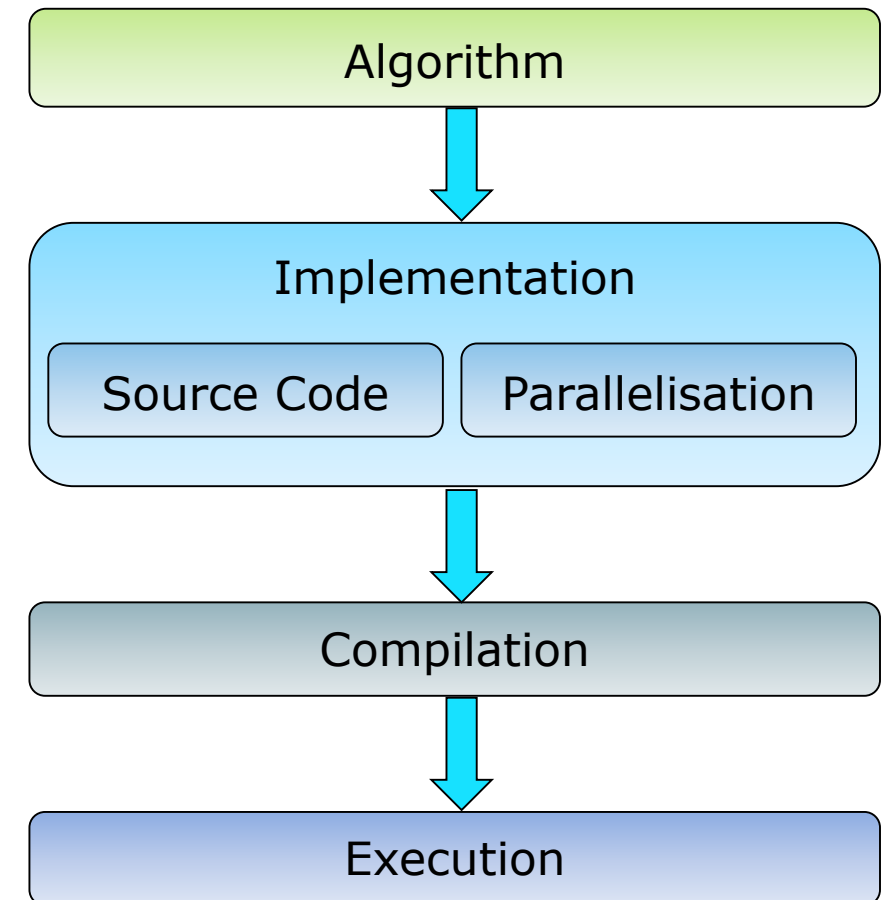 Algorithm
Implementation
Source Code
Parallelisation
Compilation
Execution